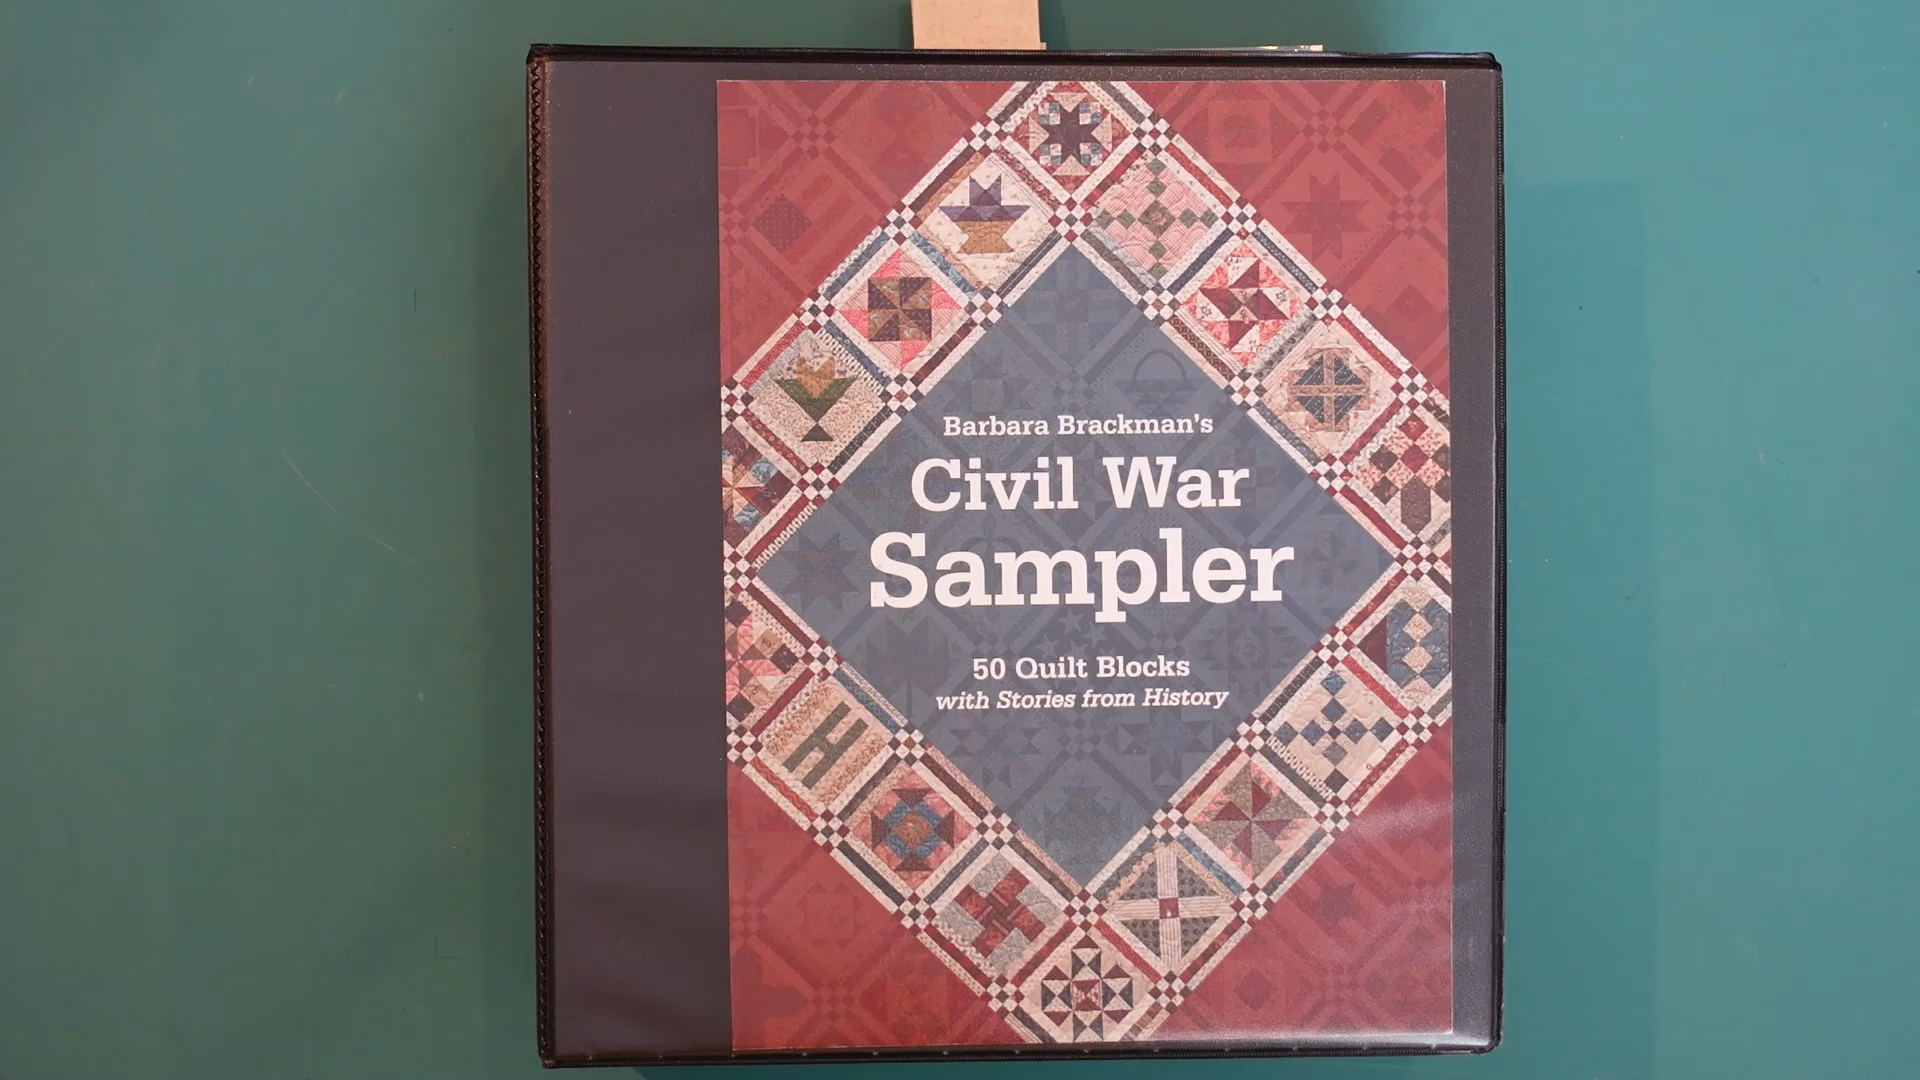 Barbara Brackman's
Civil War
Sampler
50 Quilt Blocks
with Stories from History